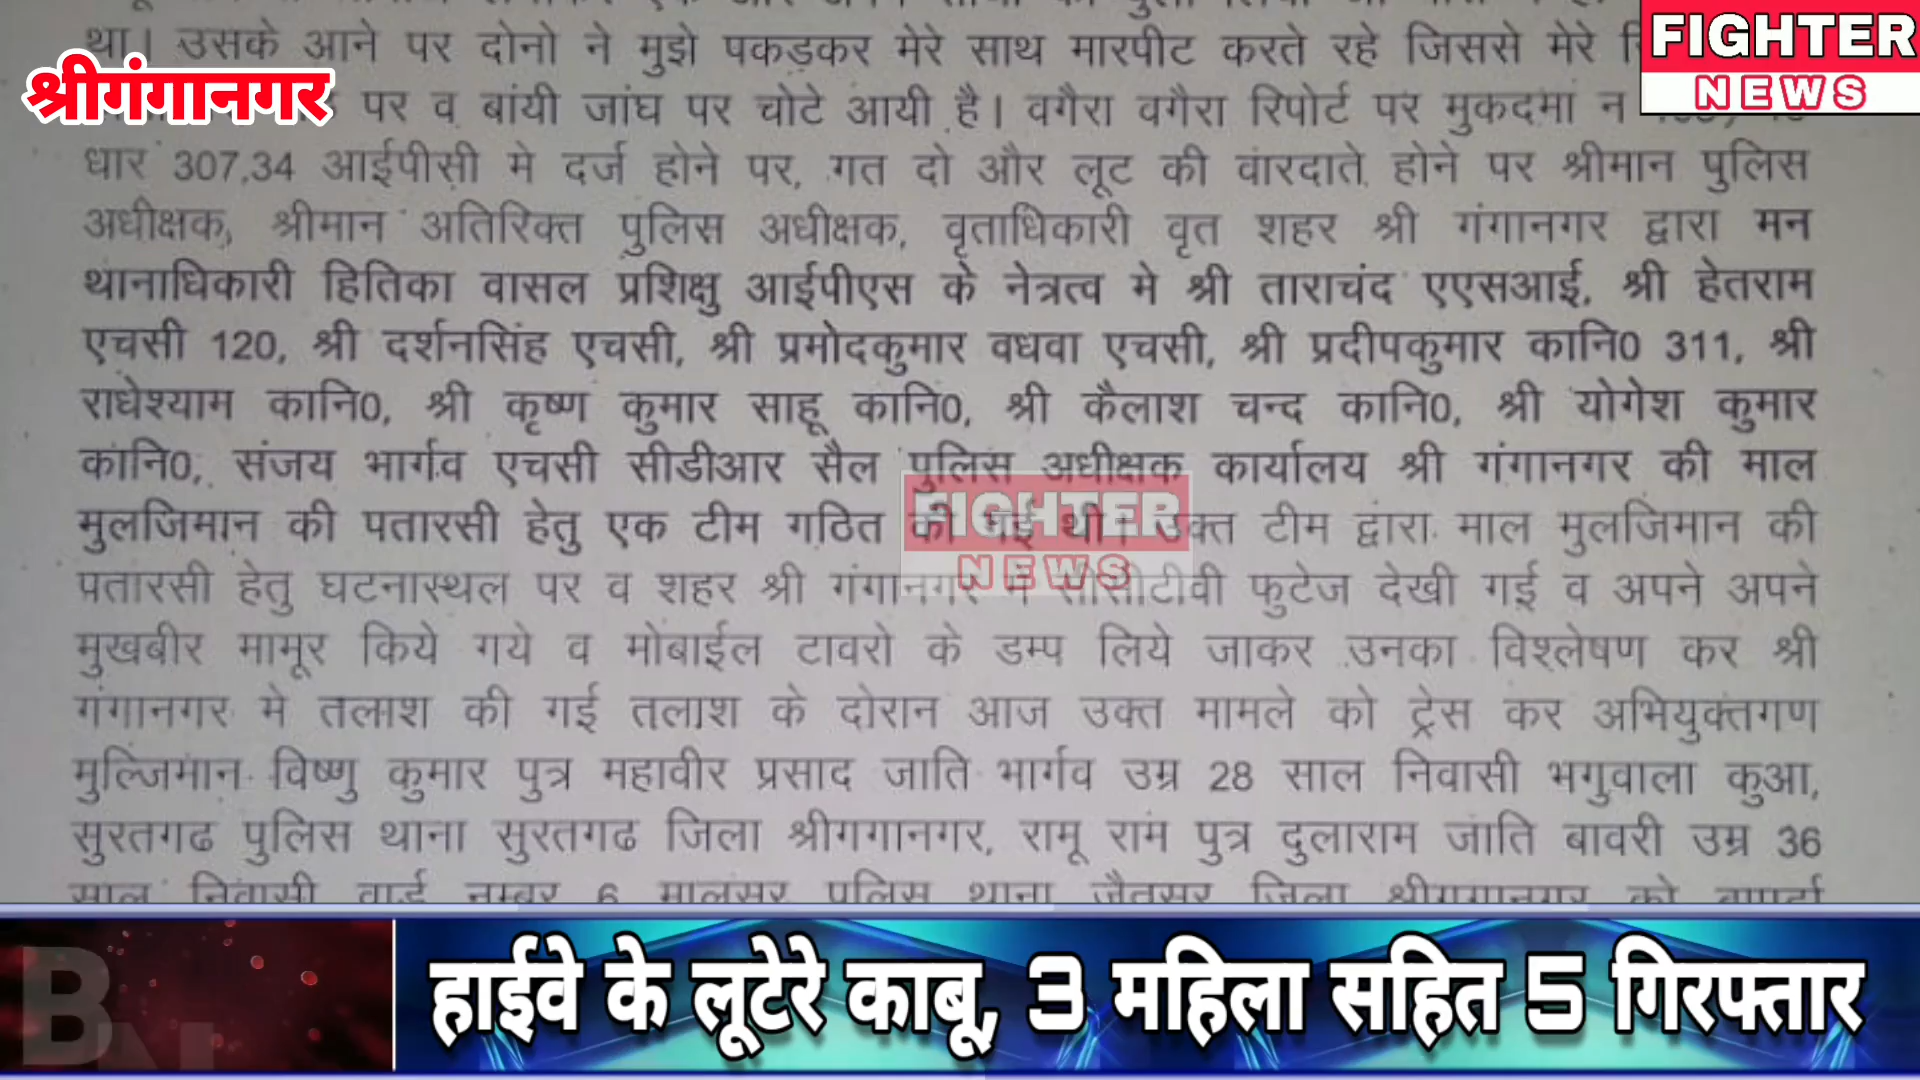 था। उसके आने पर दोनो ने मुझे पकड़कर मेरे साथ मारपीट करते रहे जिससे मेरे
FIGHTER
NEWS
श्रीगंगानगर
पर व बांयी जांघ पर चोटे आयी है। वगैरा वगैरा रिपोर्ट पर मुकदमा न
धार 307,34 आईपीसी मे दर्ज होने पर, गत दो और लूट की वारदाते होने पर श्रीमान पुलिस
अधीक्षक, श्रीमान अतिरिक्त पुलिस अधीक्षक, वृताधिकारी वृत शहर श्री गंगानगर द्वारा मन
थानाधिकारी हितिका वासल प्रशिक्षु आईपीएस के नेत्रत्व मे श्री ताराचंद एएसआई, श्री हेतराम
एचसी 120, श्री दर्शनसिंह एचसी, श्री प्रमोदकुमार वधवा एचसी, श्री प्रदीपकुमार कानि0 311, श्री
राधेश्याम कानि0, श्री कृष्ण कुमार साहू कानि0, श्री कैलाश चन्द कानि0, श्री योगेश कुमार
कानि0, संजय भार्गव एचसी सीडीआर सैल पुलिस अधीक्षक कार्यालय श्री गंगानगर की माल
मुलजिमान की पतारसी हेतु एक टीम गठित की गई थी। उक्त टीम द्वारा माल मुलजिमान की
FIGHTER
NEWS
पतारसी हेतु घटनास्थल पर व शहर श्री गंगानगर मे सीसीटीवी फुटेज देखी गई व अपने अपने
मुखबीर मामूर किये गये व मोबाईल टावरो के डम्प लिये जाकर उनका विश्लेषण कर श्री
गंगानगर मे तलाश की गई तलाश के दोरान आज उक्त मामले को ट्रेस कर अभियुक्तगण
मुल्जिमान विष्णु कुमार पुत्र महावीर प्रसाद जाति भार्गव उम्र 28 साल निवासी भगुवाला कुआ,
सुरतगढ पुलिस थाना सुरतगढ जिला श्रीगगानगर, रामू राम पुत्र दुलाराम जाति बावरी उम्र 36
साल निवासी वार्ड नम्बर 6 मालसर पुलिस थाना जैतसर जिला श्रीगगानगर को
हाईवे के लूटेरे काबू, 3 महिला सहित 5 गिरफ्तार